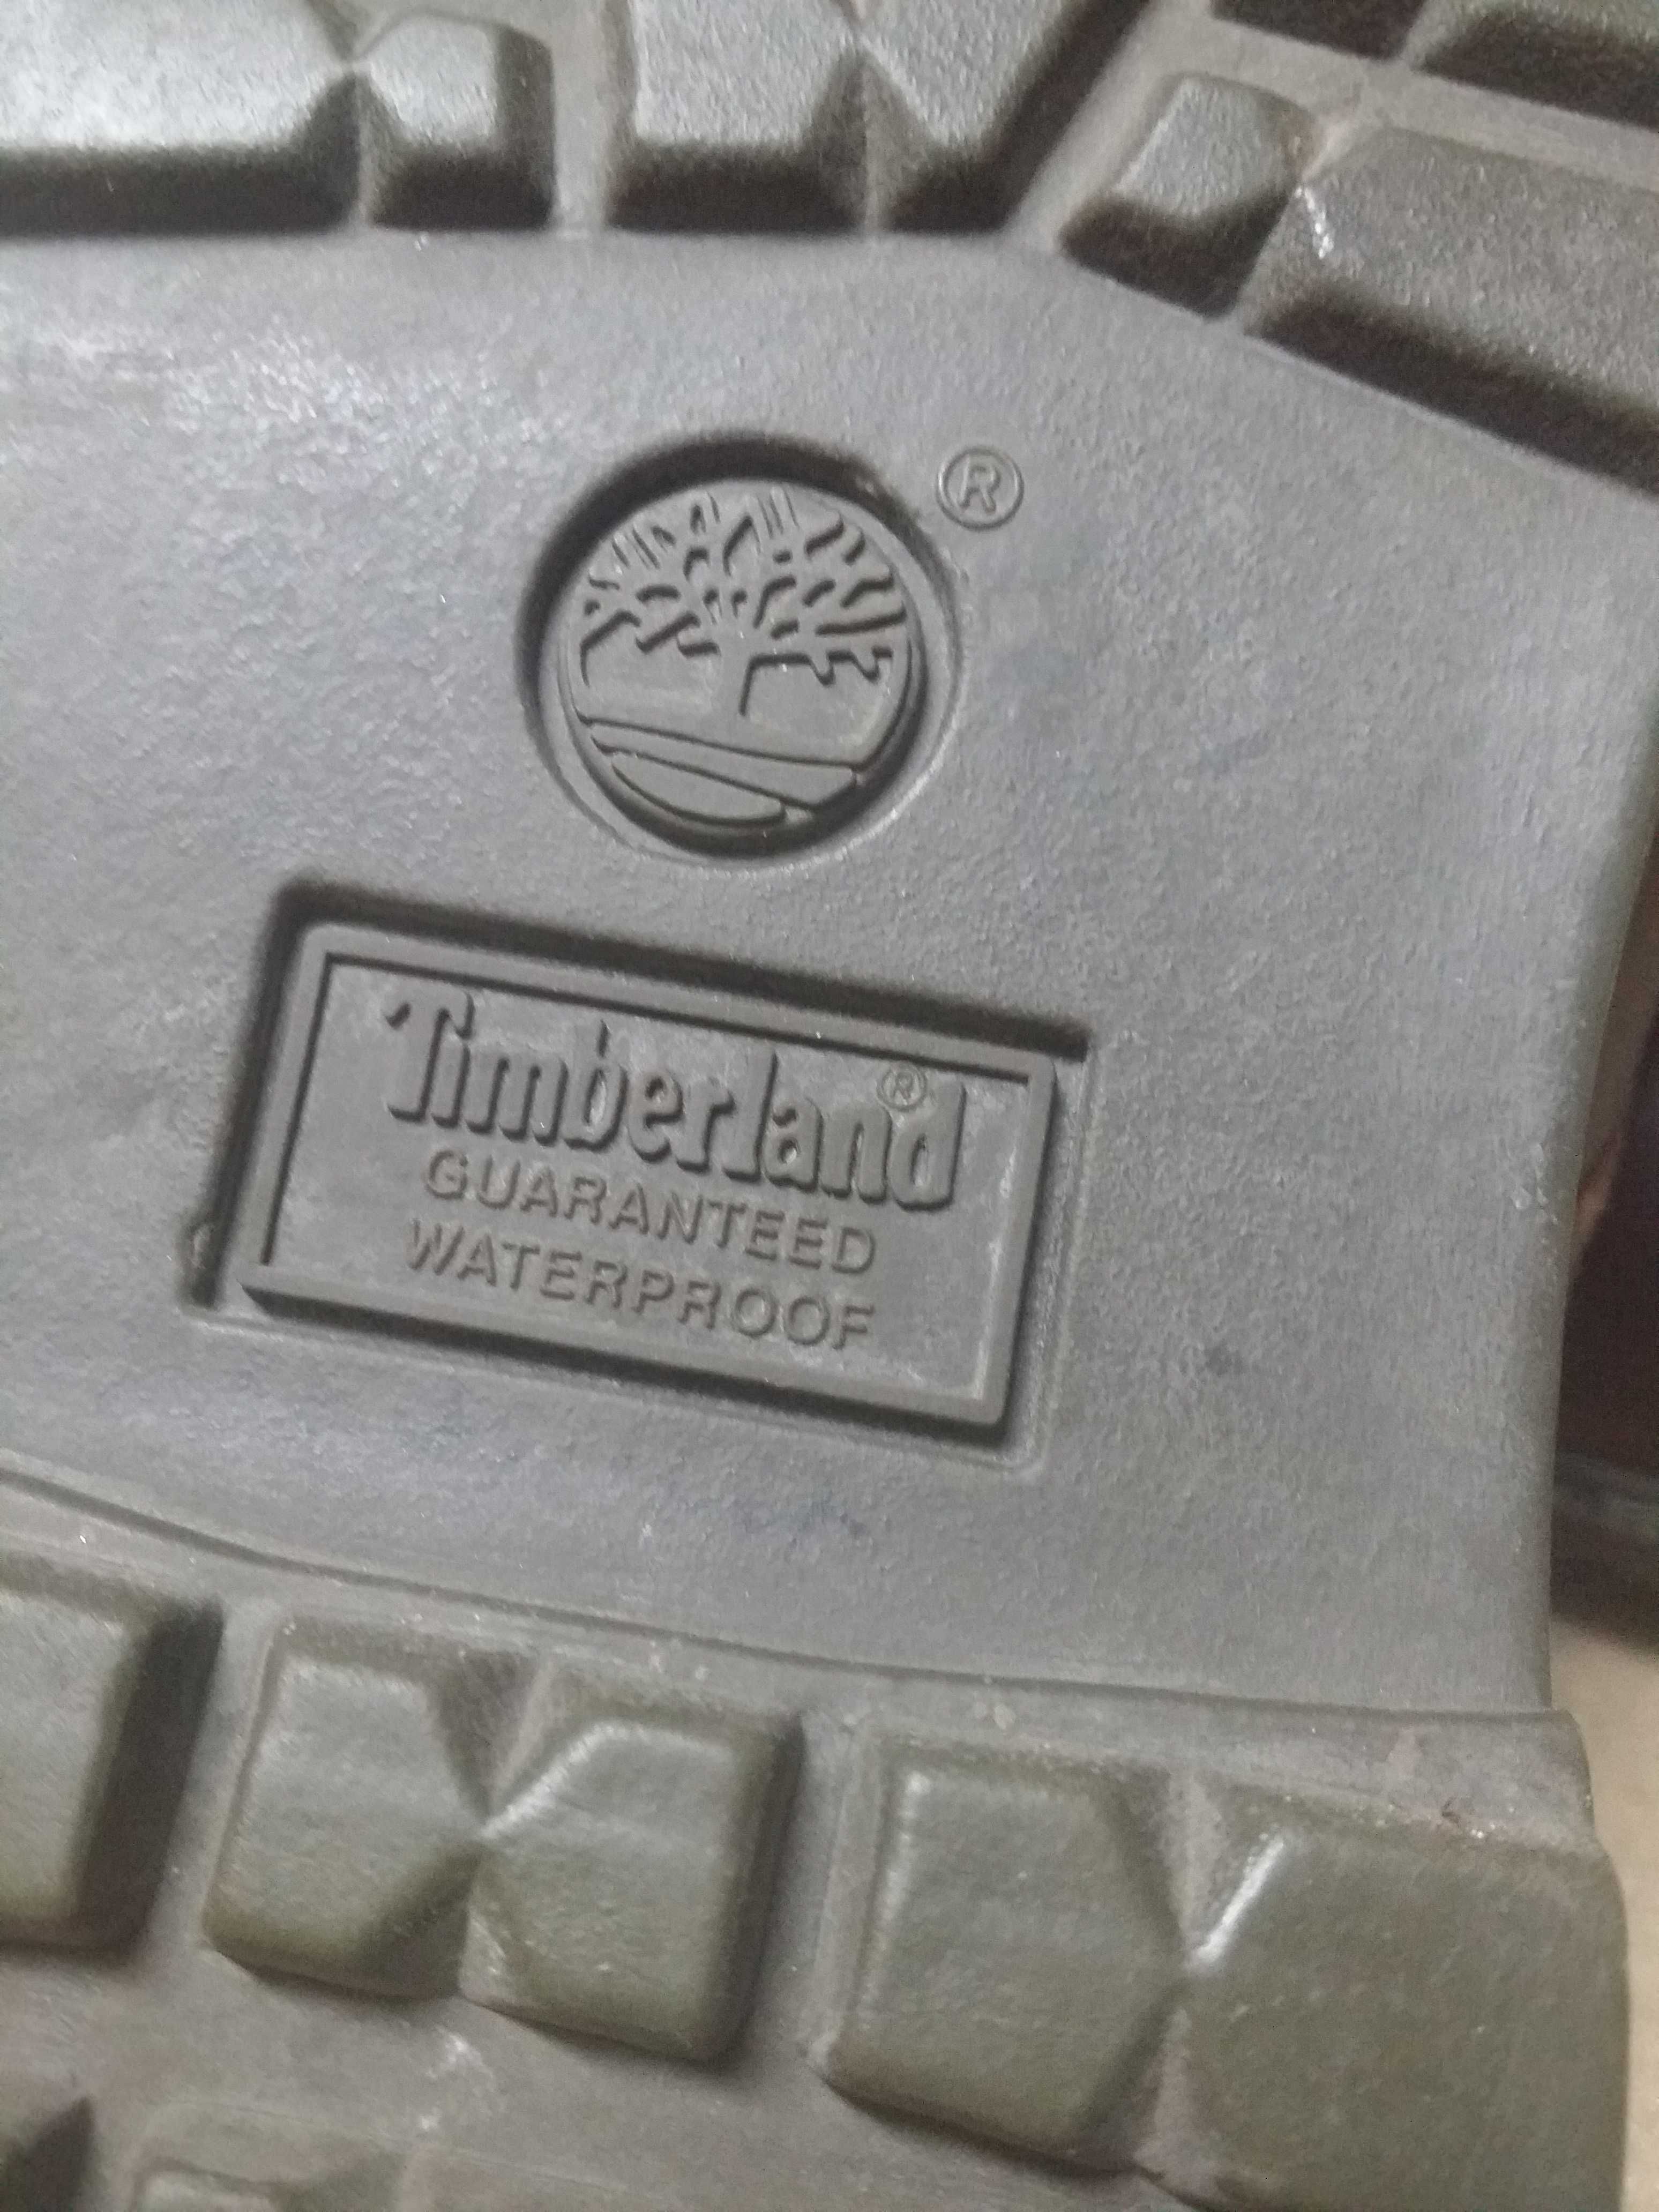 ®
Timberland®
GUARANTEED
WATERPROOF